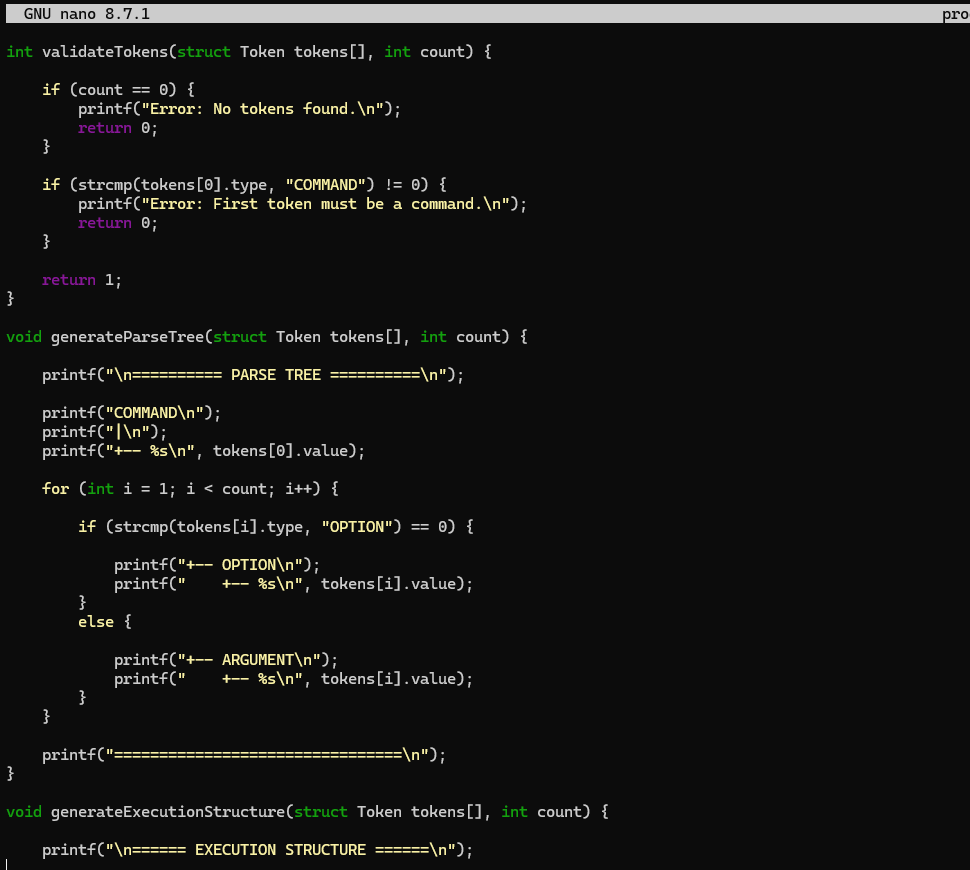 GNU nano 8.7.1 pro
int validateTokens(struct Token tokens[], int count) {
    if (count == 0) {
        printf("Error: No tokens found.\n");
        return 0;
    }
    if (strcmp(tokens[0].type, "COMMAND") != 0) {
        printf("Error: First token must be a command.\n");
        return 0;
    }
    return 1;
}
void generateParseTree(struct Token tokens[], int count) {
    printf("\n========== PARSE TREE ==========\n");
    printf("COMMAND\n");
    printf("|\n");
    printf("+-- %s\n", tokens[0].value);
    for (int i = 1; i < count; i++) {
        if (strcmp(tokens[i].type, "OPTION") == 0) {
            printf("+-- OPTION\n");
            printf("    +-- %s\n", tokens[i].value);
        }
        else {
            printf("+-- ARGUMENT\n");
            printf("    +-- %s\n", tokens[i].value);
        }
    }
    printf("================================\n");
}
void generateExecutionStructure(struct Token tokens[], int count) {
    printf("\n====== EXECUTION STRUCTURE ======\n");